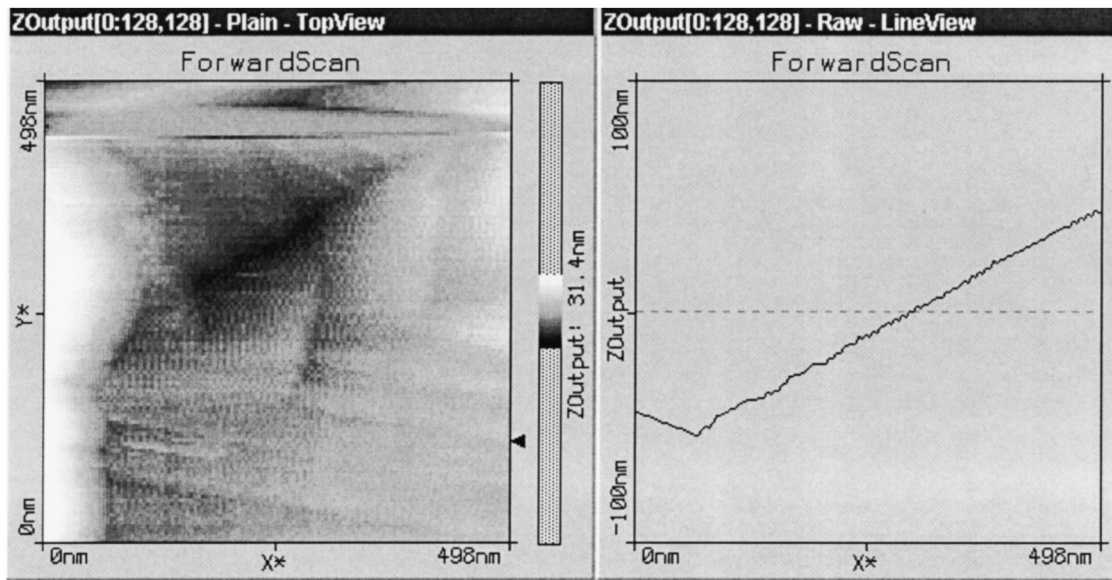 ZOutput[0:128,128] - Plain - TopView
ForwardScan
498nm
Y*
0nm
0nm
X*
498nm
ZOutput: 31.4nm
ZOutput[0:128,128] - Raw - LineView
ForwardScan
100nm
ZOutput
-100nm
0nm
X*
498nm